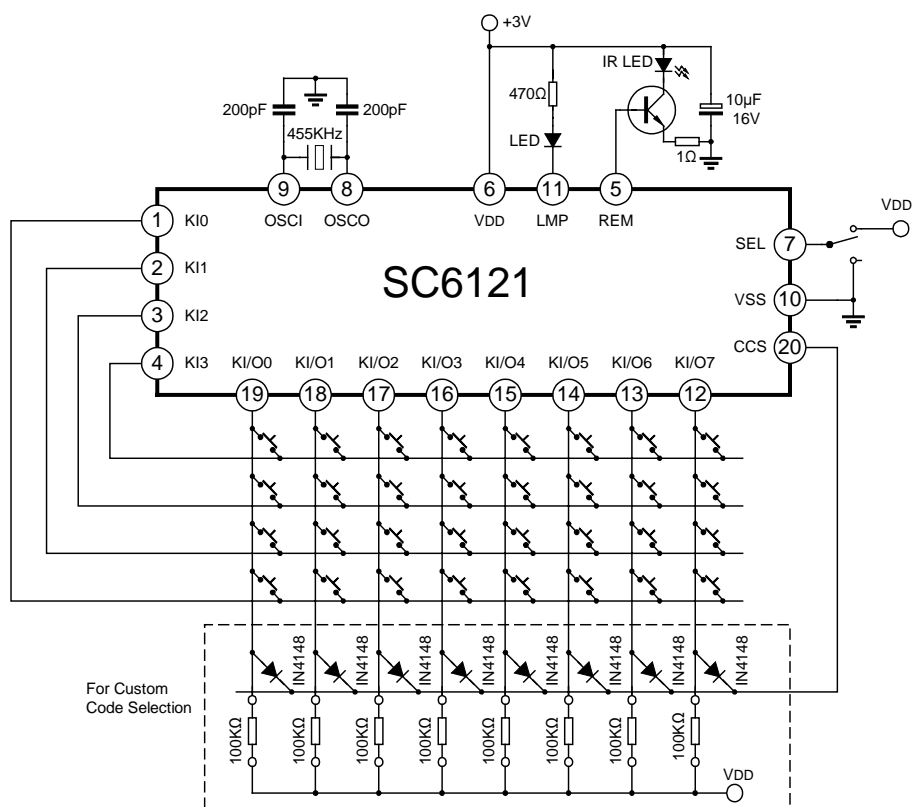 +3V
IR LED
470Ω
10µF
16V
200pF
200pF
455KHz
LED
1Ω
9
8
6
11
5
OSCI
OSCO
VDD
LMP
REM
1
KI0
2
KI1
3
KI2
4
KI3
SC6121
SEL
7
VDD
VSS
10
CCS
20
KI/O0
KI/O1
KI/O2
KI/O3
KI/O4
KI/O5
KI/O6
KI/O7
19
18
17
16
15
14
13
12
IN4148
IN4148
IN4148
IN4148
IN4148
IN4148
IN4148
IN4148
For Custom
Code Selection
100KΩ
100KΩ
100KΩ
100KΩ
100KΩ
100KΩ
100KΩ
100KΩ
VDD